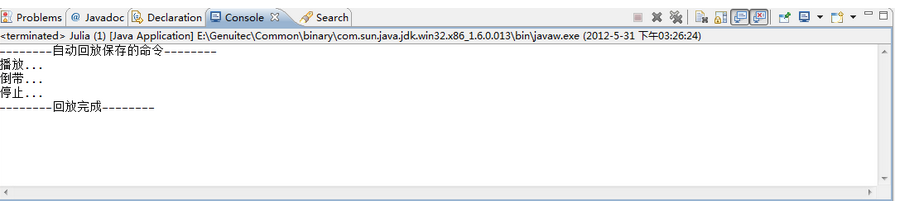 Problems @ Javadoc Declaration Console Search
<terminated> Julia (1) [Java Application] E:\Genuitec\Common\binary\com.sun.java.jdk.win32.x86_1.6.0.013\bin\javaw.exe (2012-5-31 下午03:26:24)
--------自动回放保存的命令--------
播放...
倒带...
停止...
--------回放完成--------